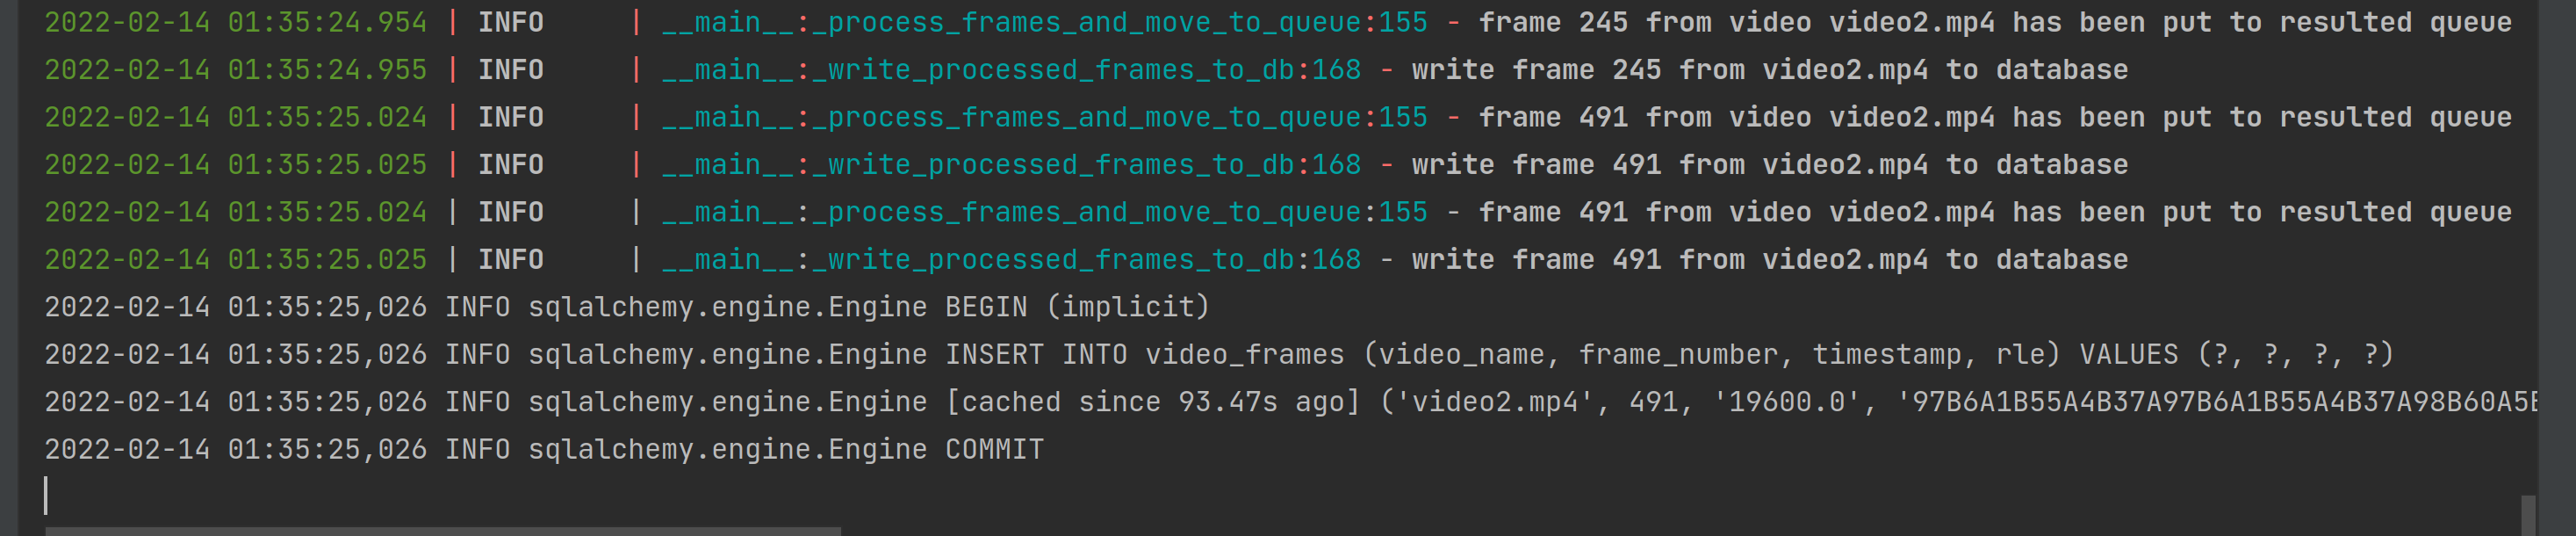 2022-02-14 01:35:24.954 | INFO     | __main__:_process_frames_and_move_to_queue:155 - frame 245 from video video2.mp4 has been put to resulted queue
2022-02-14 01:35:24.955 | INFO     | __main__:_write_processed_frames_to_db:168 - write frame 245 from video2.mp4 to database
2022-02-14 01:35:25.024 | INFO     | __main__:_process_frames_and_move_to_queue:155 - frame 491 from video video2.mp4 has been put to resulted queue
2022-02-14 01:35:25.025 | INFO     | __main__:_write_processed_frames_to_db:168 - write frame 491 from video2.mp4 to database
2022-02-14 01:35:25.024 | INFO     | __main__:_process_frames_and_move_to_queue:155 - frame 491 from video video2.mp4 has been put to resulted queue
2022-02-14 01:35:25.025 | INFO     | __main__:_write_processed_frames_to_db:168 - write frame 491 from video2.mp4 to database
2022-02-14 01:35:25,026 INFO sqlalchemy.engine.Engine BEGIN (implicit)
2022-02-14 01:35:25,026 INFO sqlalchemy.engine.Engine INSERT INTO video_frames (video_name, frame_number, timestamp, rle) VALUES (?, ?, ?, ?)
2022-02-14 01:35:25,026 INFO sqlalchemy.engine.Engine [cached since 93.47s ago] ('video2.mp4', 491, '19600.0', '97B6A1B55A4B37A97B6A1B55A4B37A98B60A5B
2022-02-14 01:35:25,026 INFO sqlalchemy.engine.Engine COMMIT